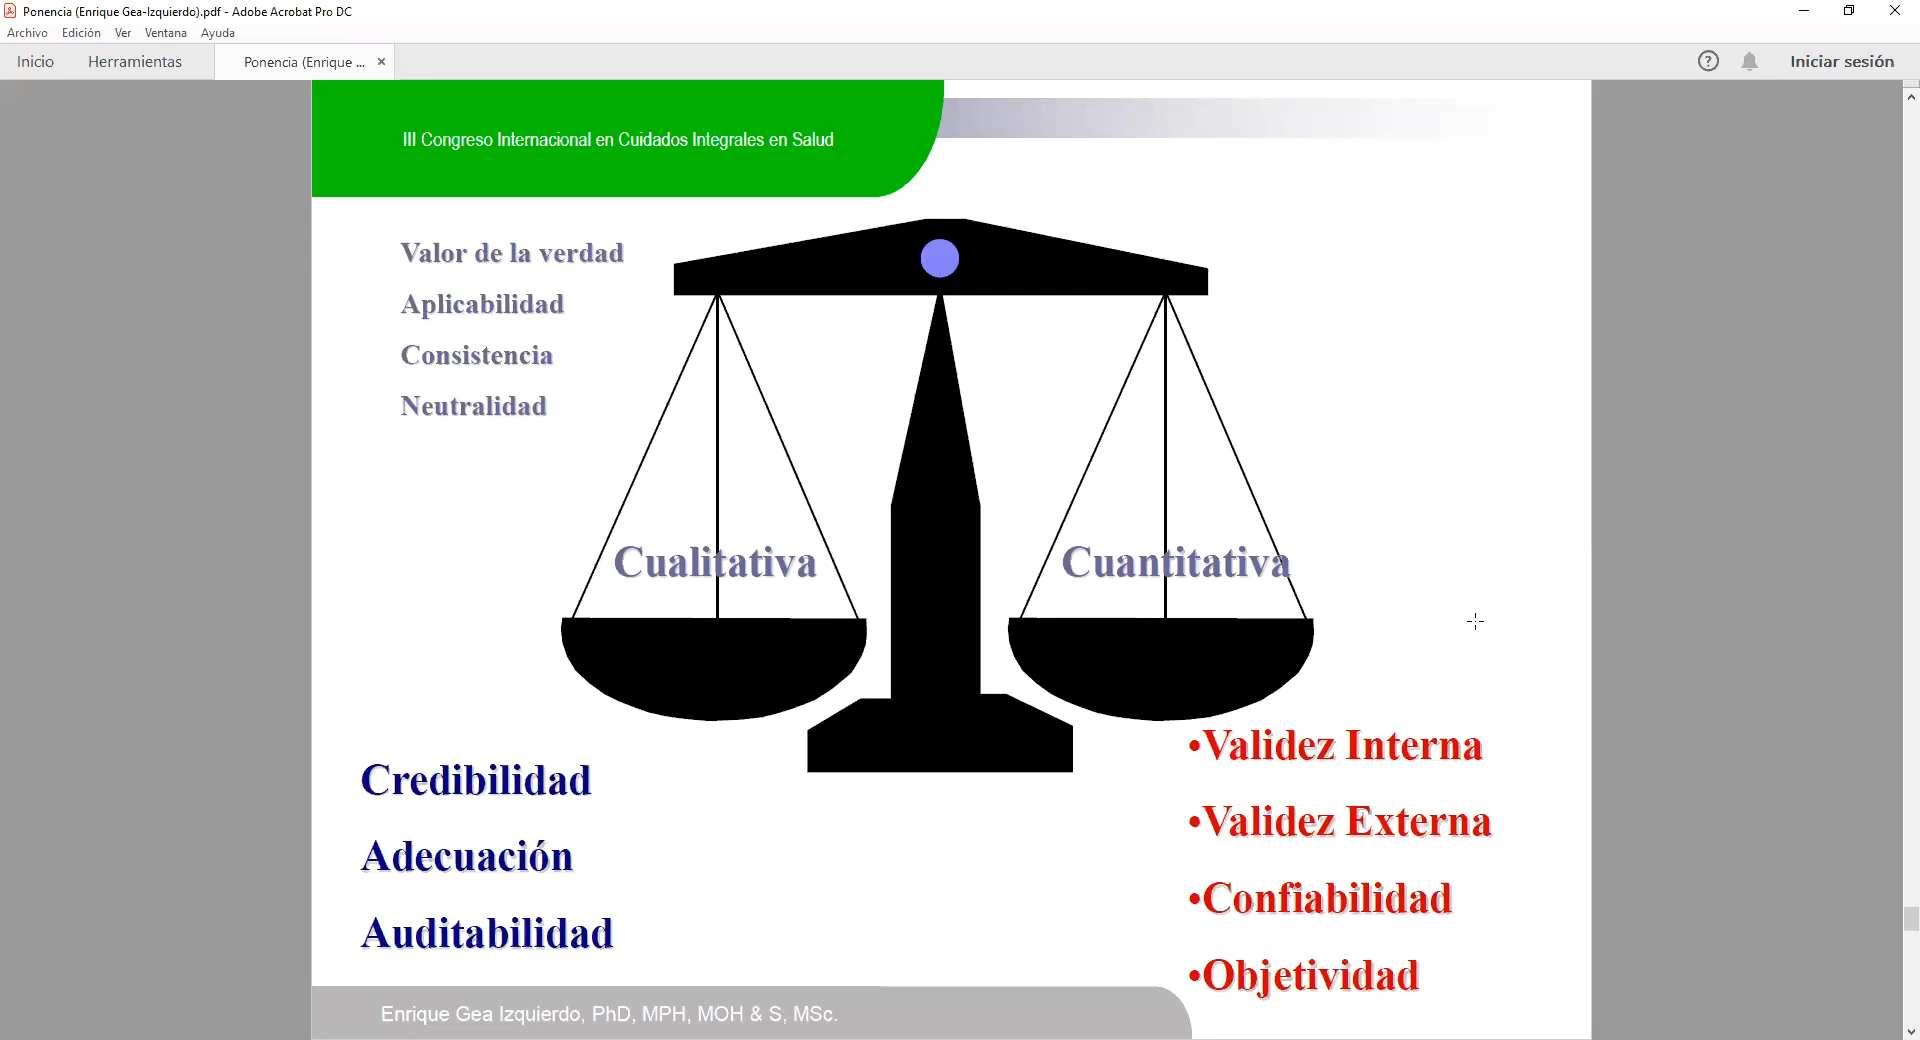 Ponencia (Enrique Gea-Izquierdo).pdf - Adobe Acrobat Pro DC
Archivo Edición Ver Ventana Ayuda
Inicio Herramientas Ponencia (Enrique ... × ? Iniciar sesión
III Congreso Internacional en Cuidados Integrales en Salud
Valor de la verdad
Aplicabilidad
Consistencia
Neutralidad
Cualitativa
Cuantitativa
Credibilidad
Adecuación
Auditabilidad
•Validez Interna
•Validez Externa
•Confiabilidad
•Objetividad
Enrique Gea Izquierdo, PhD, MPH, MOH & S, MSc.